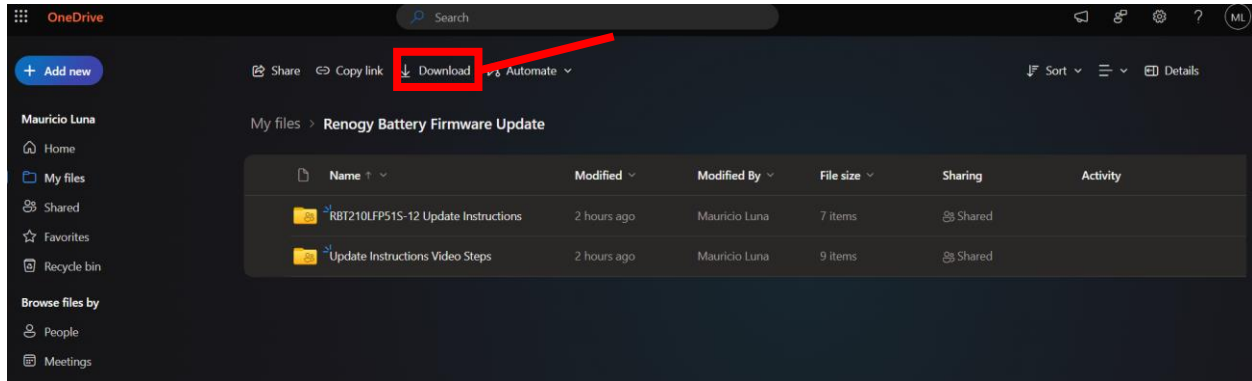 OneDrive
Search
ML
Add new
Share
Copy link
Download
Automate
Sort
Details
Mauricio Luna
Home
My files
Shared
Favorites
Recycle bin
Browse files by
People
Meetings
My files > Renogy Battery Firmware Update
Name Modified Modified By File size Sharing Activity
RBT210LFP51S-12 Update Instructions 2 hours ago Mauricio Luna 7 items Shared
Update Instructions Video Steps 2 hours ago Mauricio Luna 9 items Shared